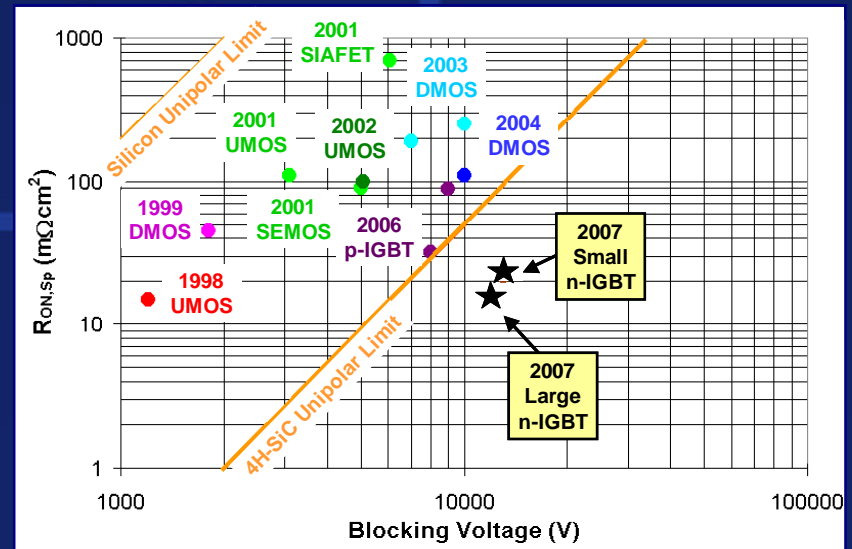 1000
100
10
1
RON,Sp (mΩcm²)
Silicon Unipolar Limit
2001
SIAFET
2003
DMOS
2001
UMOS
2002
UMOS
2004
DMOS
1999
DMOS
2001
SEMOS
2006
p-IGBT
1998
UMOS
2007
Small
n-IGBT
2007
Large
n-IGBT
4H-SiC Unipolar Limit
1000
10000
100000
Blocking Voltage (V)